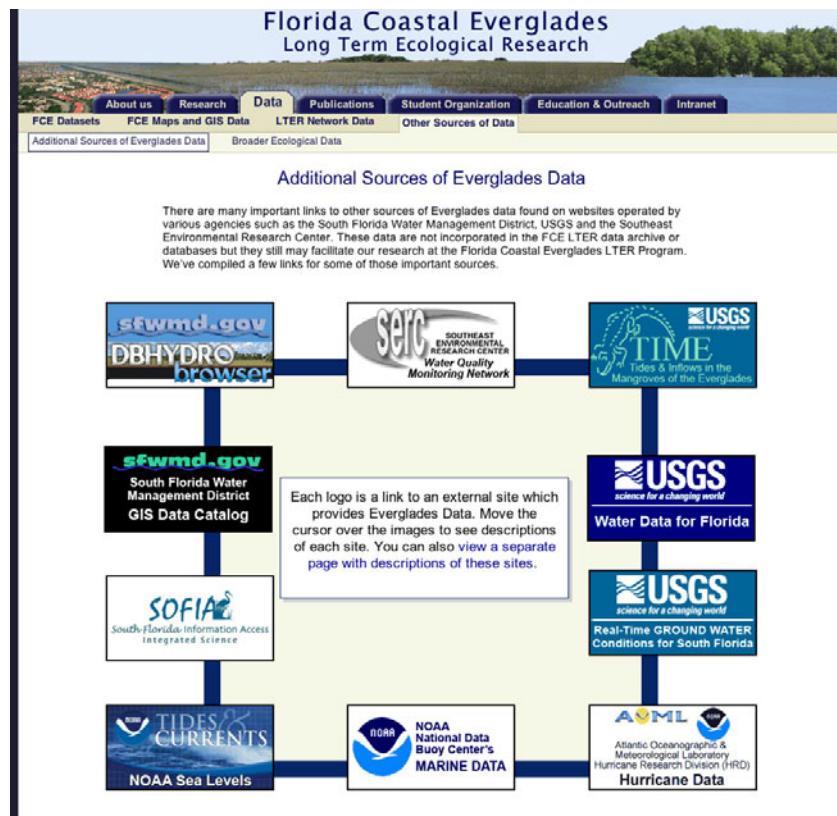 Florida Coastal Everglades
Long Term Ecological Research
About us Research Data Publications Student Organization Education & Outreach Intranet
FCE Datasets FCE Maps and GIS Data LTER Network Data Other Sources of Data
Additional Sources of Everglades Data Broader Ecological Data
Additional Sources of Everglades Data
There are many important links to other sources of Everglades data found on websites operated by
various agencies such as the South Florida Water Management District, USGS and the Southeast
Environmental Research Center. These data are not incorporated in the FCE LTER data archive or
databases but they still may facilitate our research at the Florida Coastal Everglades LTER Program.
We've compiled a few links for some of those important sources.
sfwmd.gov
DBHYDRO
browser
serc
SOUTHEAST
ENVIRONMENTAL
RESEARCH CENTER
Water Quality
Monitoring Network
USGS
science for a changing world
TIME
Tides & Inflows in the
Mangroves of the Everglades
sfwmd.gov
South Florida Water
Management District
GIS Data Catalog
Each logo is a link to an external site which
provides Everglades Data. Move the
cursor over the images to see descriptions
of each site. You can also view a separate
page with descriptions of these sites.
USGS
science for a changing world
Water Data for Florida
SOFIA
South Florida Information Access
Integrated Science
USGS
science for a changing world
Real-Time GROUND WATER
Conditions for South Florida
NOAA
TIDES &
CURRENTS
NOAA Sea Levels
NOAA
NOAA
National Data
Buoy Center's
MARINE DATA
AOML
NOAA
Atlantic Oceanographic &
Meteorological Laboratory
Hurricane Research Division (HRD)
Hurricane Data